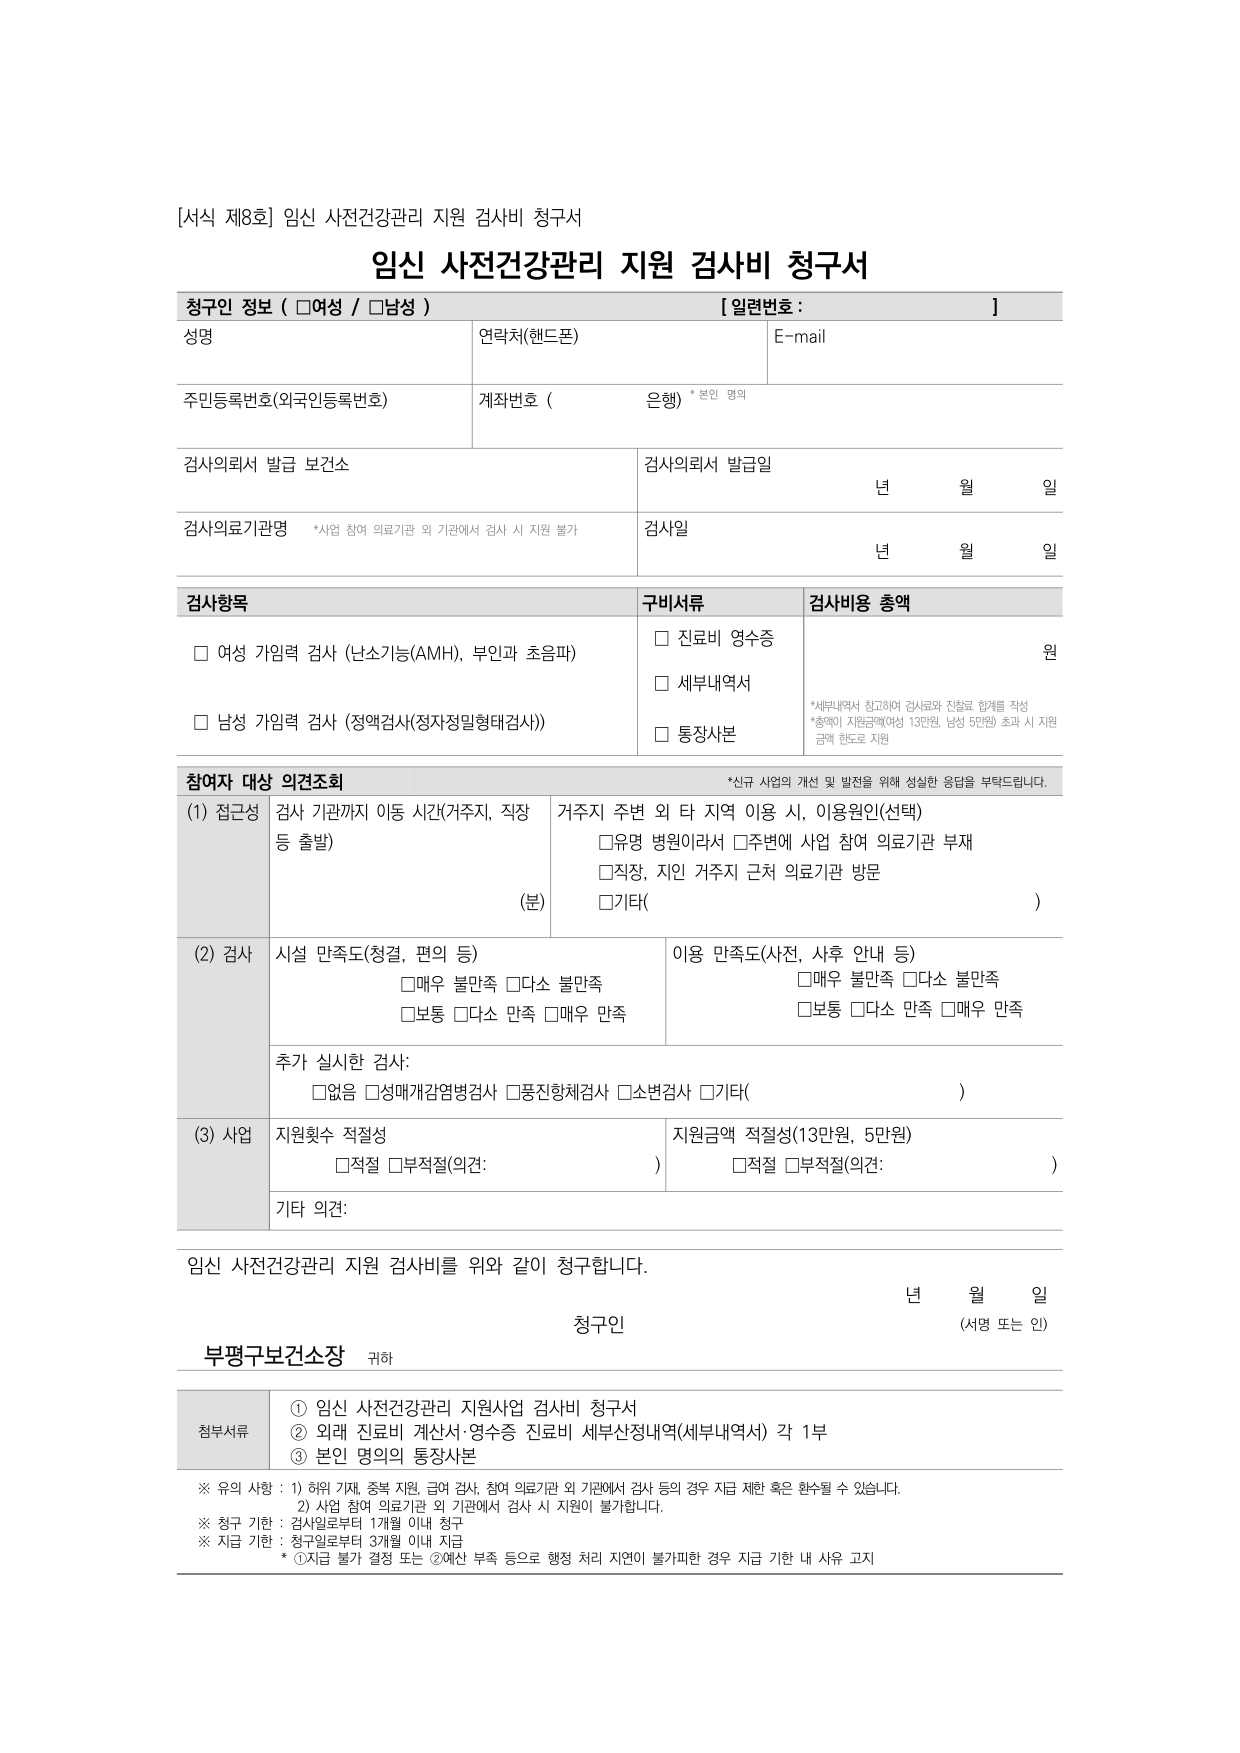 [서식 제8호] 임신 사전건강관리 지원 검사비 청구서
임신 사전건강관리 지원 검사비 청구서
청구인 정보 ( □여성 / □남성 ) [ 일련번호 : ]
성명 연락처(핸드폰) E-mail
주민등록번호(외국인등록번호) 계좌번호 ( 은행) * 본인 명의
검사의뢰서 발급 보건소 검사의뢰서 발급일
년 월 일
검사의료기관명 *사업 참여 의료기관 외 기관에서 검사 시 지원 불가 검사일
년 월 일
검사항목 구비서류 검사비용 총액
□ 여성 가임력 검사 (난소기능(AMH), 부인과 초음파)
□ 남성 가임력 검사 (정액검사(정자정밀형태검사))
□ 진료비 영수증
□ 세부내역서
□ 통장사본
원
*세부내역서 참고하여 검사료와 진찰료 합계를 작성
*총액이 지원금액(여성 13만원, 남성 5만원) 초과 시 지원
금액 한도로 지원
참여자 대상 의견조회 *신규 사업의 개선 및 발전을 위해 성실한 응답을 부탁드립니다.
(1) 접근성
검사 기관까지 이동 시간(거주지, 직장
등 출발)
(분)
거주지 주변 외 타 지역 이용 시, 이용원인(선택)
□유명 병원이라서 □주변에 사업 참여 의료기관 부재
□직장, 지인 거주지 근처 의료기관 방문
□기타( )
(2) 검사
시설 만족도(청결, 편의 등)
□매우 불만족 □다소 불만족
□보통 □다소 만족 □매우 만족
이용 만족도(사전, 사후 안내 등)
□매우 불만족 □다소 불만족
□보통 □다소 만족 □매우 만족
추가 실시한 검사:
□없음 □성매개감염병검사 □풍진항체검사 □소변검사 □기타( )
(3) 사업
지원횟수 적절성
□적절 □부적절(의견: )
지원금액 적절성(13만원, 5만원)
□적절 □부적절(의견: )
기타 의견:
임신 사전건강관리 지원 검사비를 위와 같이 청구합니다.
년 월 일
청구인 (서명 또는 인)
부평구보건소장 귀하
첨부서류
① 임신 사전건강관리 지원사업 검사비 청구서
② 외래 진료비 계산서·영수증 진료비 세부산정내역(세부내역서) 각 1부
③ 본인 명의의 통장사본
※ 유의 사항 : 1) 허위 기재, 중복 지원, 급여 검사, 참여 의료기관 외 기관에서 검사 등의 경우 지급 제한 혹은 환수될 수 있습니다.
2) 사업 참여 의료기관 외 기관에서 검사 시 지원이 불가합니다.
※ 청구 기한 : 검사일로부터 1개월 이내 청구
※ 지급 기한 : 청구일로부터 3개월 이내 지급
* ①지급 불가 결정 또는 ②예산 부족 등으로 행정 처리 지연이 불가피한 경우 지급 기한 내 사유 고지